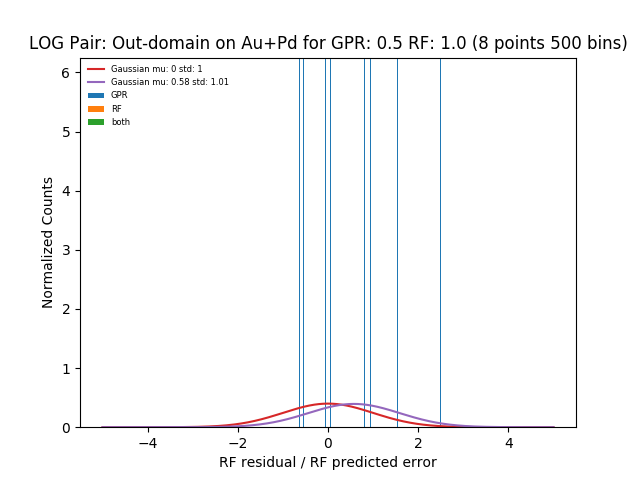 LOG Pair: Out-domain on Au+Pd for GPR: 0.5 RF: 1.0 (8 points 500 bins)
Gaussian mu: 0 std: 1
Gaussian mu: 0.58 std: 1.01
GPR
RF
both
6
5
4
3
2
1
0
Normalized Counts
−4 −2 0 2 4
RF residual / RF predicted error